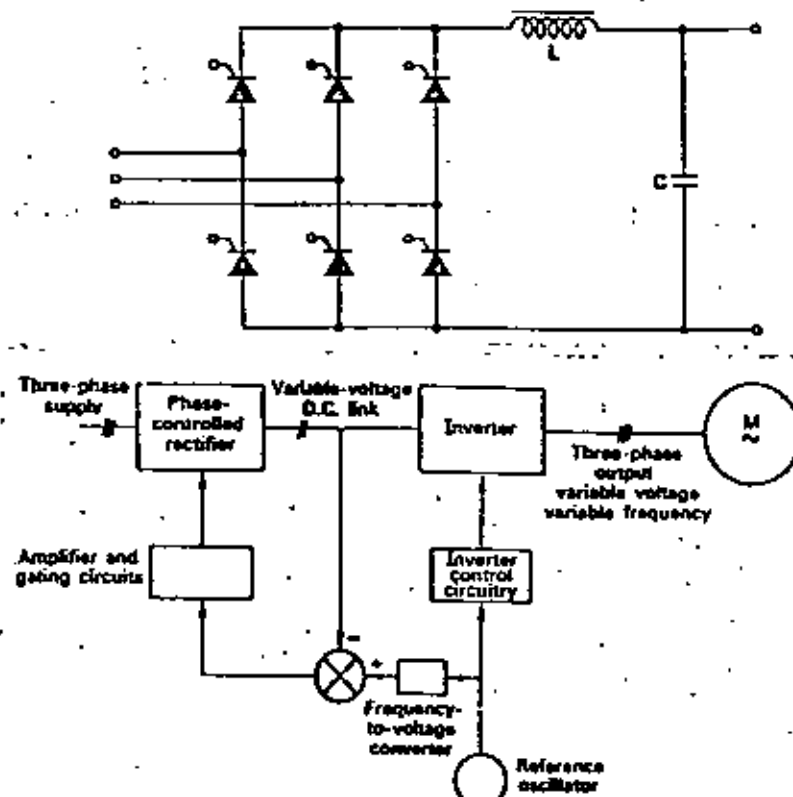 L
C
Three-phase
supply
Phase-
controlled
rectifier
Variable-voltage
D.C. link
Inverter
M
~
Three-phase
output
variable voltage
variable frequency
Amplifier and
gating circuits
Inverter
control
circuitry
-
+
Frequency-
to-voltage
converter
Reference
oscillator